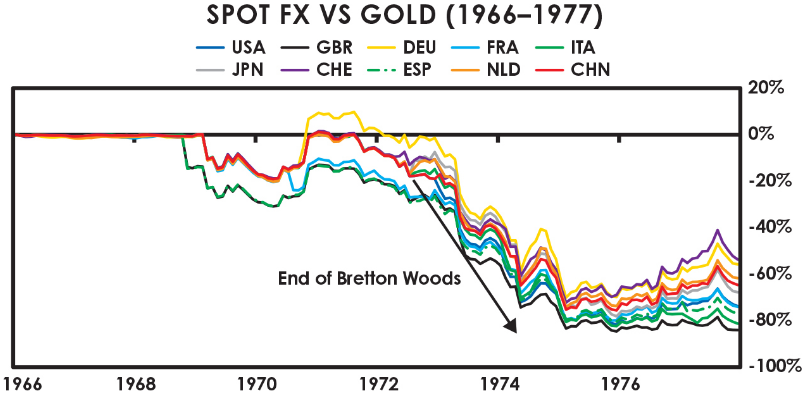 SPOT FX VS GOLD (1966–1977)
USA GBR DEU FRA ITA
JPN CHE ESP NLD CHN
20%
0%
-20%
-40%
End of Bretton Woods
-60%
-80%
-100%
1966 1968 1970 1972 1974 1976